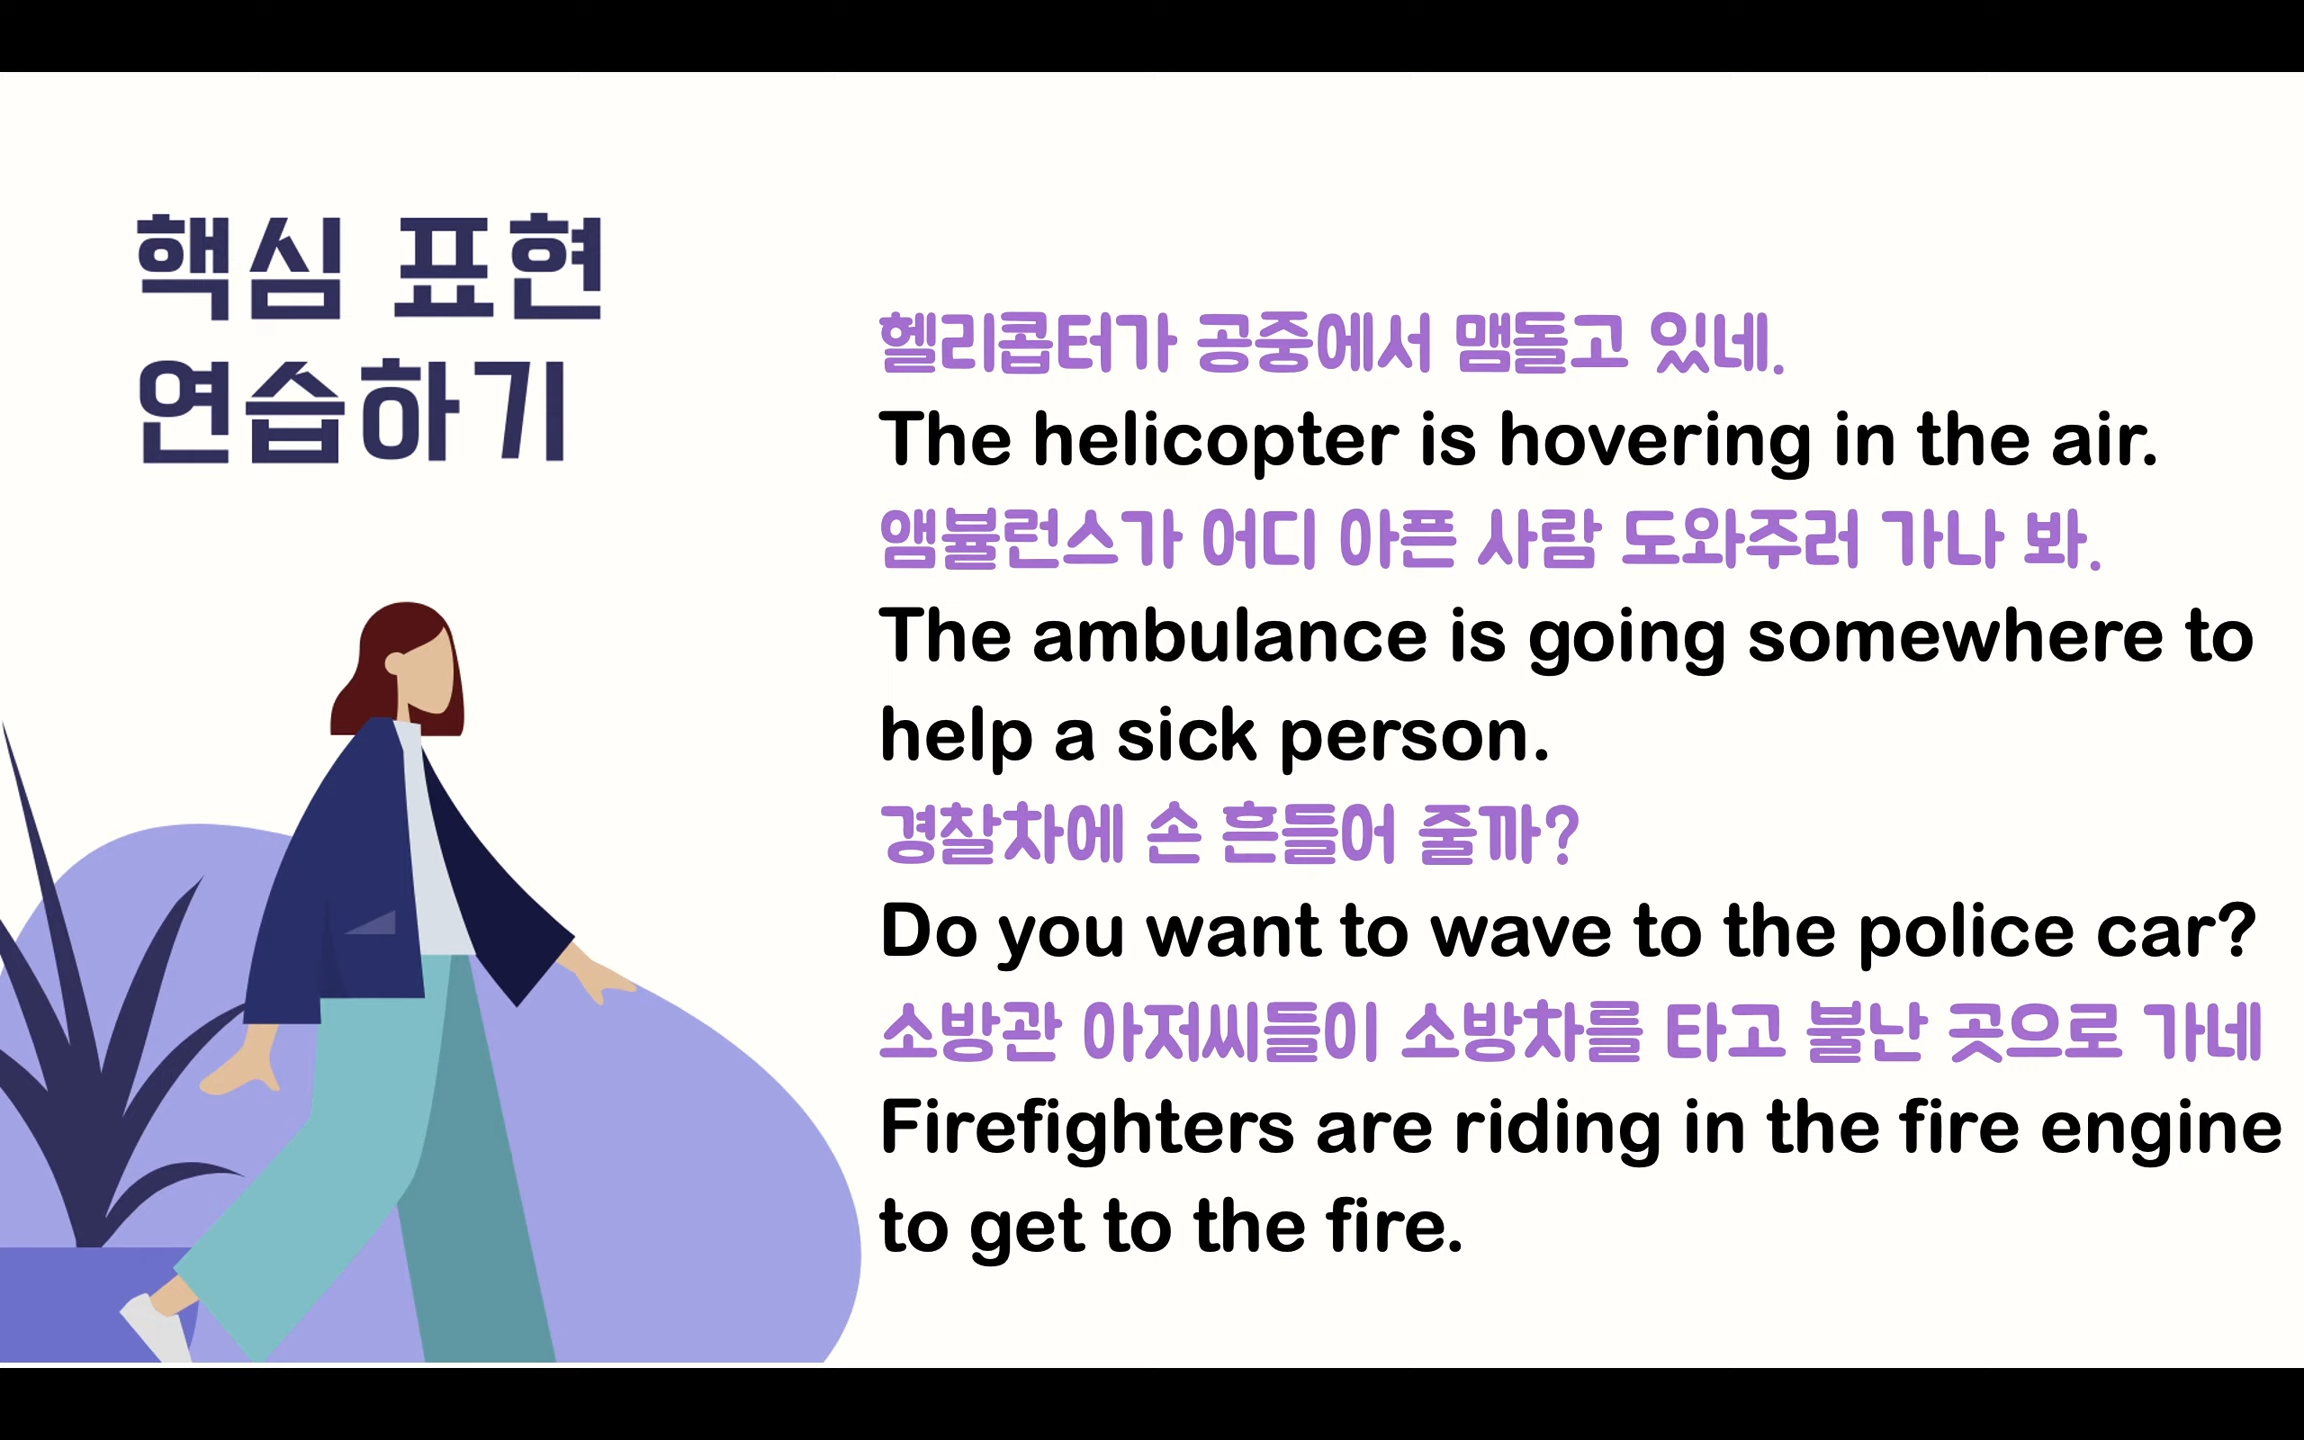 핵심 표현
연습하기
헬리콥터가 공중에서 맴돌고 있네.
The helicopter is hovering in the air.
앰뷸런스가 어디 아픈 사람 도와주러 가나 봐.
The ambulance is going somewhere to
help a sick person.
경찰차에 손 흔들어 줄까?
Do you want to wave to the police car?
소방관 아저씨들이 소방차를 타고 불난 곳으로 가네
Firefighters are riding in the fire engine
to get to the fire.